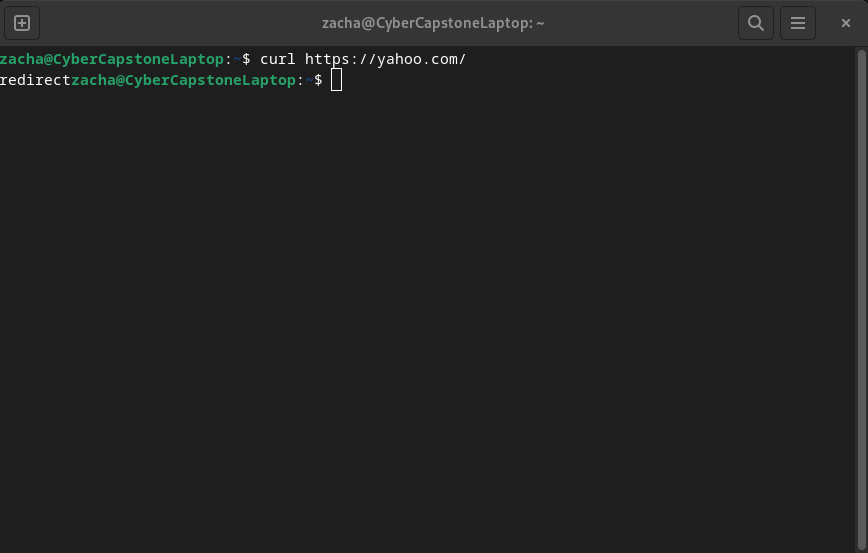 zacha@CyberCapstoneLaptop: ~
zacha@CyberCapstoneLaptop:~$ curl https://yahoo.com/
redirectzacha@CyberCapstoneLaptop:~$